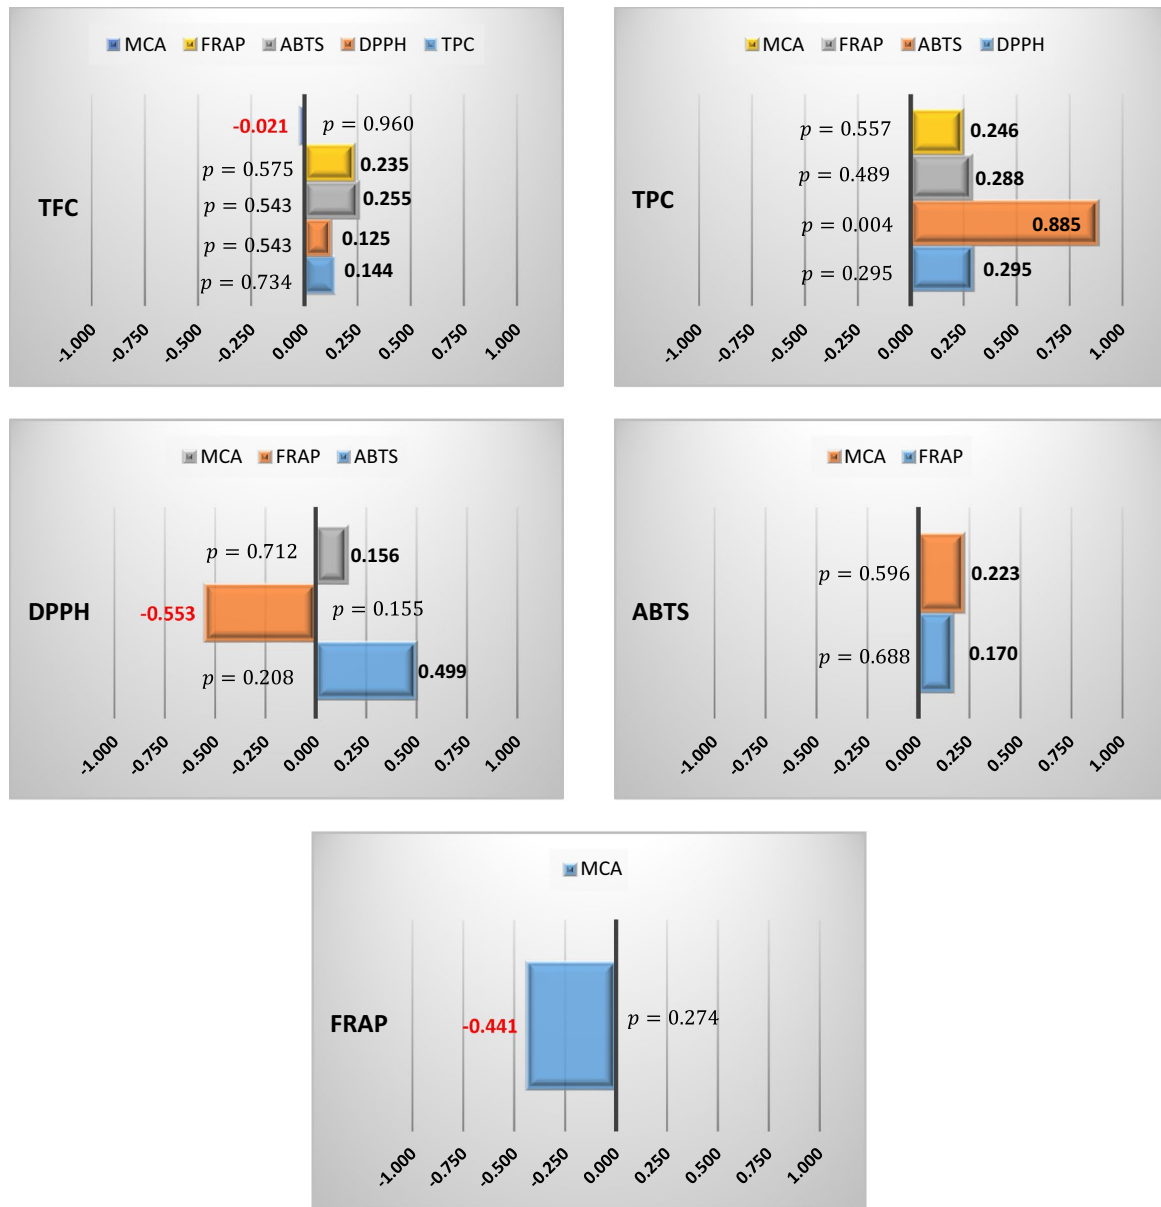 MCA FRAP ABTS DPPH TPC
-0.021 p = 0.960
p = 0.575 0.235
p = 0.543 0.255
TFC
p = 0.543 0.125
p = 0.734 0.144
-1.000 -0.750 -0.500 -0.250 0.000 0.250 0.500 0.750 1.000
MCA FRAP ABTS DPPH
p = 0.557 0.246
p = 0.489 0.288
TPC
p = 0.004 0.885
p = 0.295 0.295
-1.000 -0.750 -0.500 -0.250 0.000 0.250 0.500 0.750 1.000
MCA FRAP ABTS
p = 0.712 0.156
DPPH -0.553 p = 0.155
p = 0.208 0.499
-1.000 -0.750 -0.500 -0.250 0.000 0.250 0.500 0.750 1.000
MCA FRAP
p = 0.596 0.223
ABTS
p = 0.688 0.170
-1.000 -0.750 -0.500 -0.250 0.000 0.250 0.500 0.750 1.000
MCA
FRAP -0.441 p = 0.274
-1.000 -0.750 -0.500 -0.250 0.000 0.250 0.500 0.750 1.000